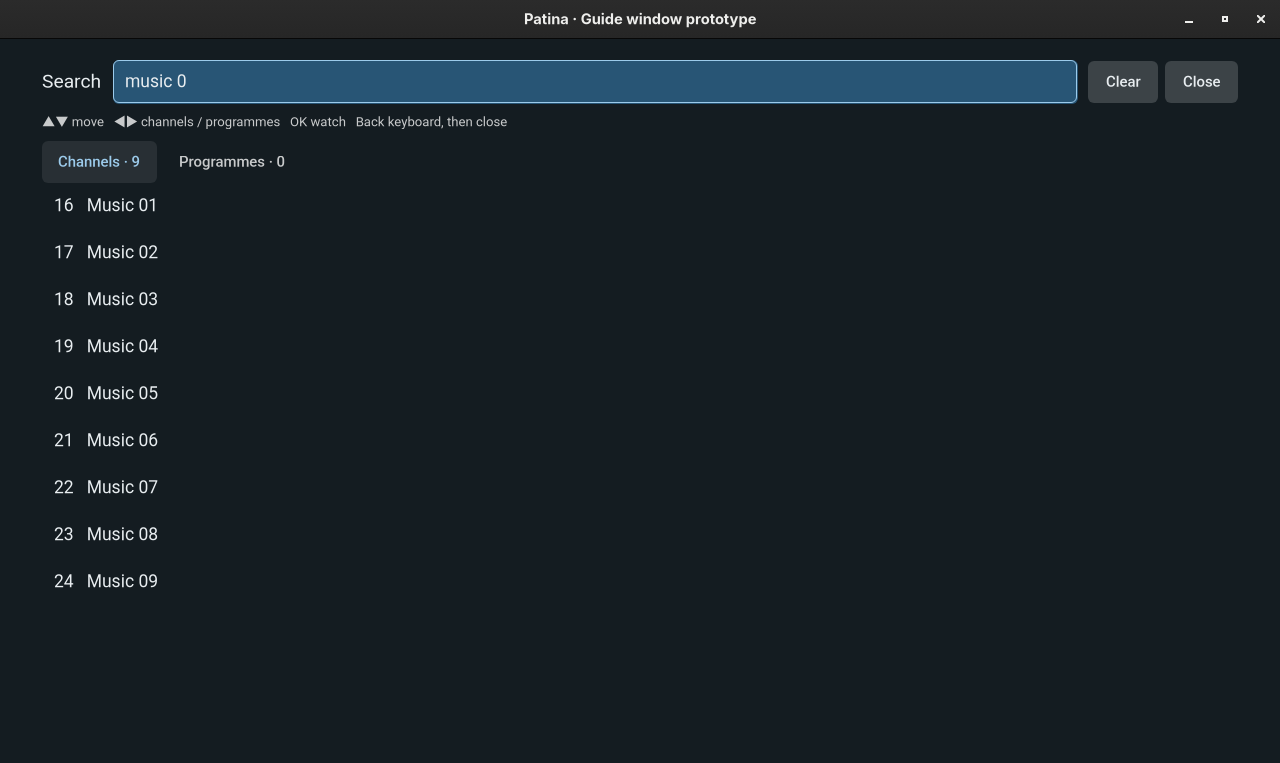 Patina · Guide window prototype
Search music 0 Clear Close
▲▼ move ◀▶ channels / programmes OK watch Back keyboard, then close
Channels · 9 Programmes · 0
16 Music 01
17 Music 02
18 Music 03
19 Music 04
20 Music 05
21 Music 06
22 Music 07
23 Music 08
24 Music 09